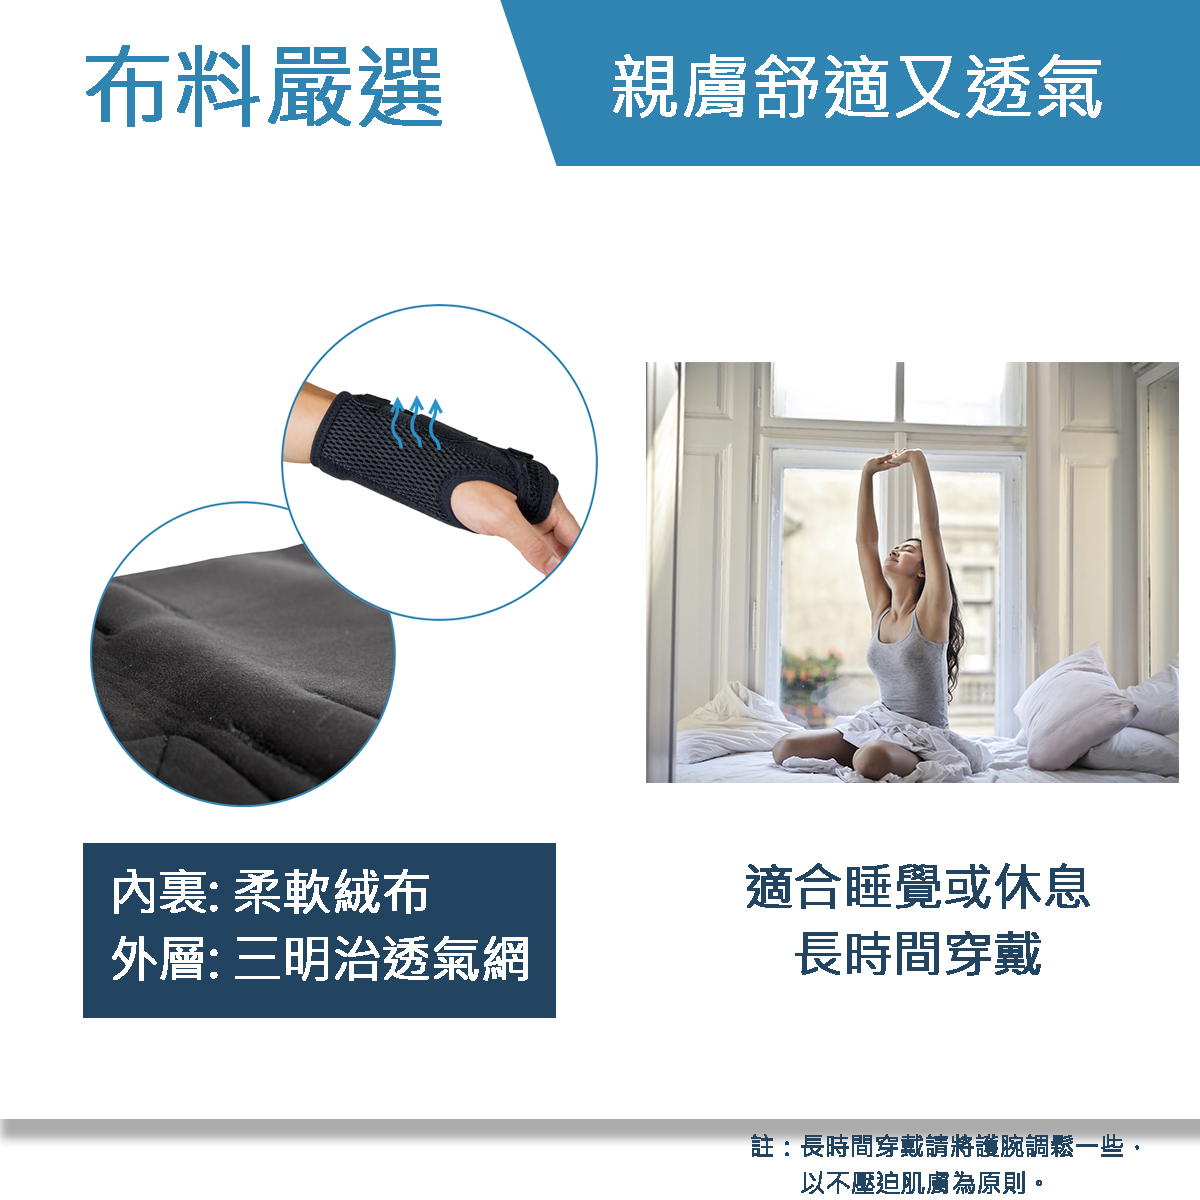 布料嚴選
親膚舒適又透氣
內裏: 柔軟絨布
外層: 三明治透氣網
適合睡覺或休息
長時間穿戴
註：長時間穿戴請將護腕調鬆一些，
以不壓迫肌膚為原則。